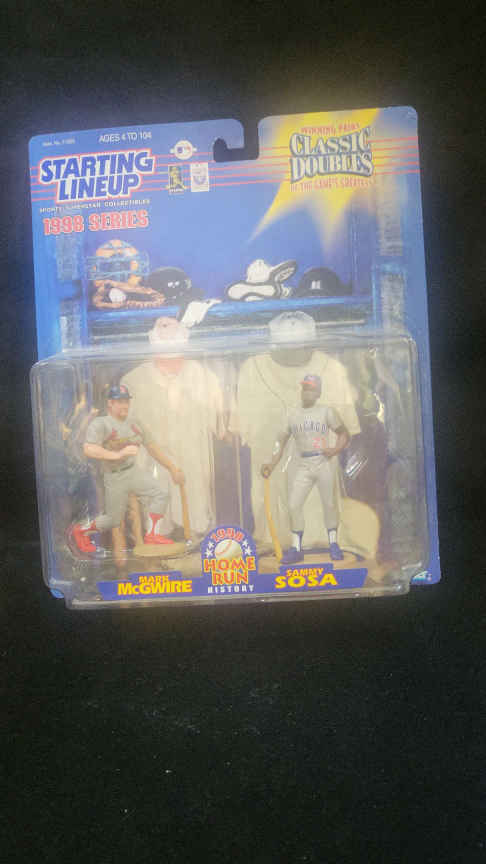 AGES 4 TO 104
STARTING
LINEUP
SPORTS SUPERSTAR COLLECTIBLES
1998 SERIES
WINNING PAIRS
CLASSIC
DOUBLES
OF THE GAME'S GREATEST
CHICAGO
1998
HOME
RUN
HISTORY
MARK
McGWIRE
SAMMY
SOSA